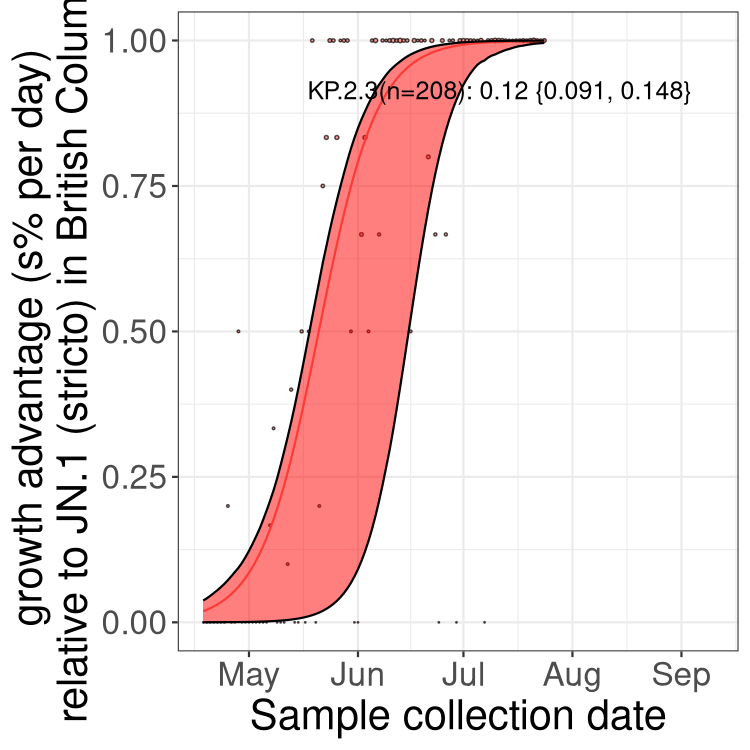 growth advantage (s% per day)
relative to JN.1 (stricto) in British Colum
1.00
0.75
0.50
0.25
0.00
KP.2.3(n=208): 0.12 {0.091, 0.148}
May Jun Jul Aug Sep
Sample collection date